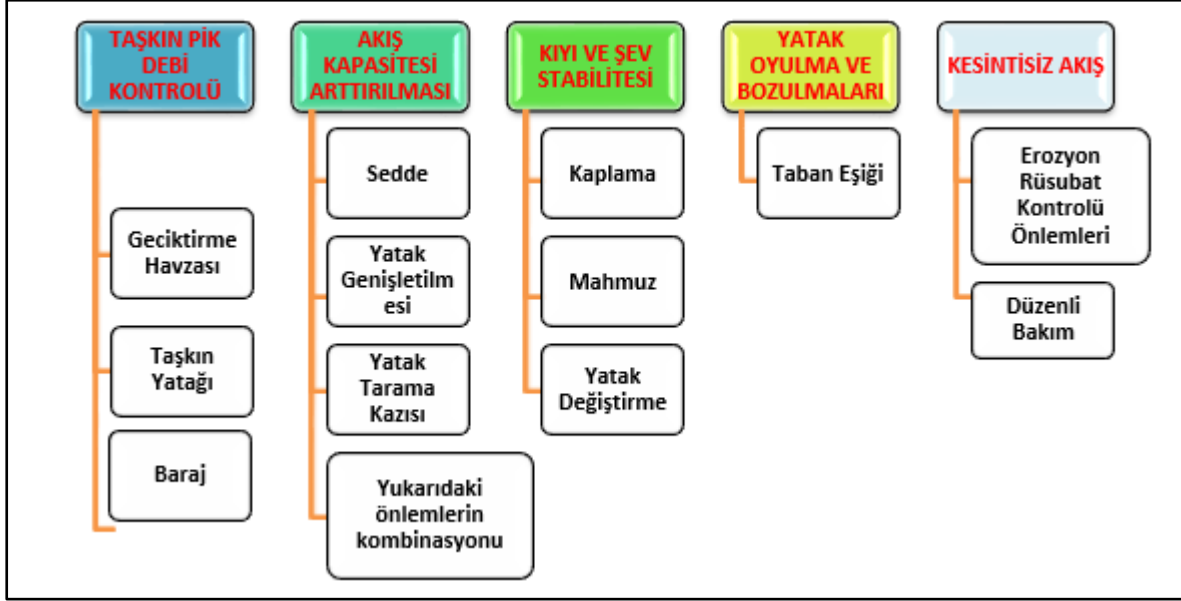 TAŞKIN PİK
DEBİ
KONTROLÜ
Geciktirme
Havzası
Taşkın
Yatağı
Baraj
AKIŞ
KAPASİTESİ
ARTTIRILMASI
Sedde
Yatak
Genişletilm
esi
Yatak
Tarama
Kazısı
Yukarıdaki
önlemlerin
kombinasyonu
KIYI VE ŞEV
STABİLİTESİ
Kaplama
Mahmuz
Yatak
Değiştirme
YATAK
OYULMA VE
BOZULMALARI
Taban Eşiği
KESİNTİSİZ AKIŞ
Erozyon
Rüsubat
Kontrolü
Önlemleri
Düzenli
Bakım